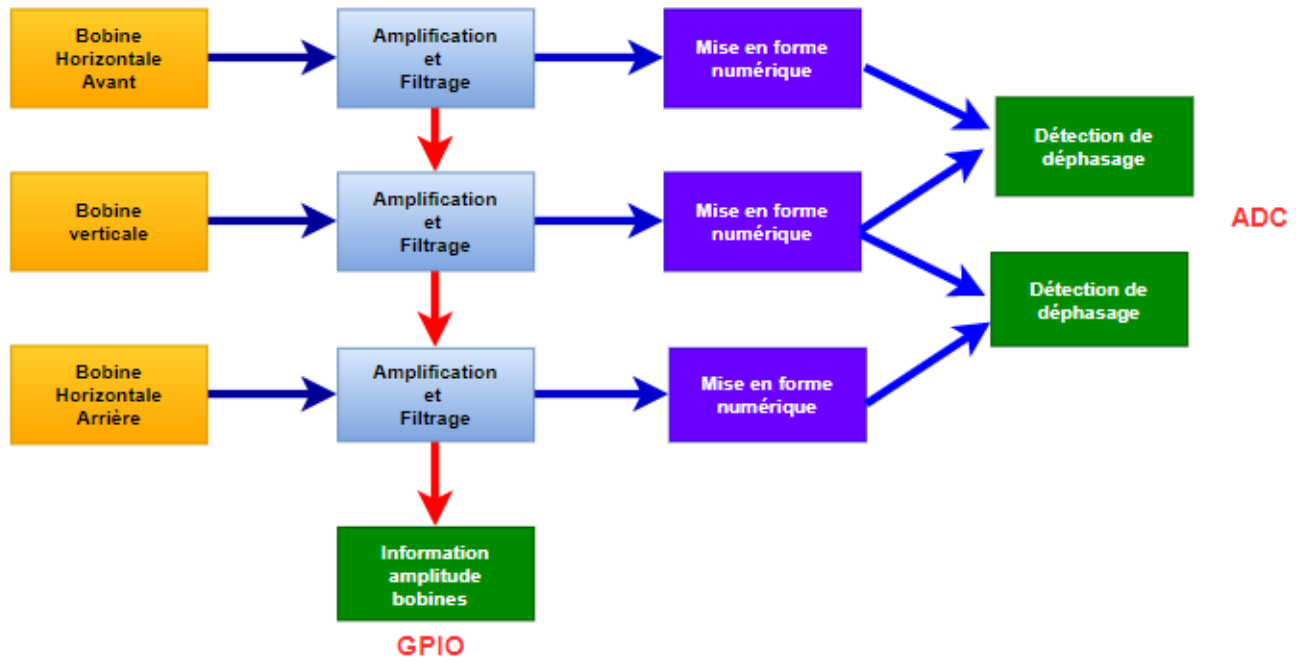 Bobine
Horizontale
Avant
Amplification
et
Filtrage
Mise en forme
numérique
Détection de
déphasage
Bobine
verticale
Amplification
et
Filtrage
Mise en forme
numérique
ADC
Détection de
déphasage
Bobine
Horizontale
Arrière
Amplification
et
Filtrage
Mise en forme
numérique
Information
amplitude
bobines
GPIO